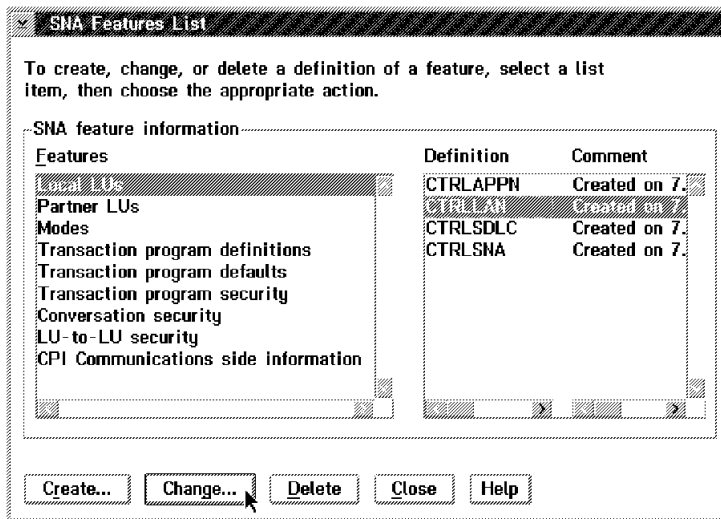 SNA Features List
To create, change, or delete a definition of a feature, select a list
item, then choose the appropriate action.
SNA feature information
Features
Local LUs
Partner LUs
Modes
Transaction program definitions
Transaction program defaults
Transaction program security
Conversation security
LU-to-LU security
CPI Communications side information
Definition Comment
CTRLAPPN Created on 7.
CTRLLAN Created on 7.
CTRLSDLC Created on 7.
CTRLSNA Created on 7.
Create... Change... Delete Close Help